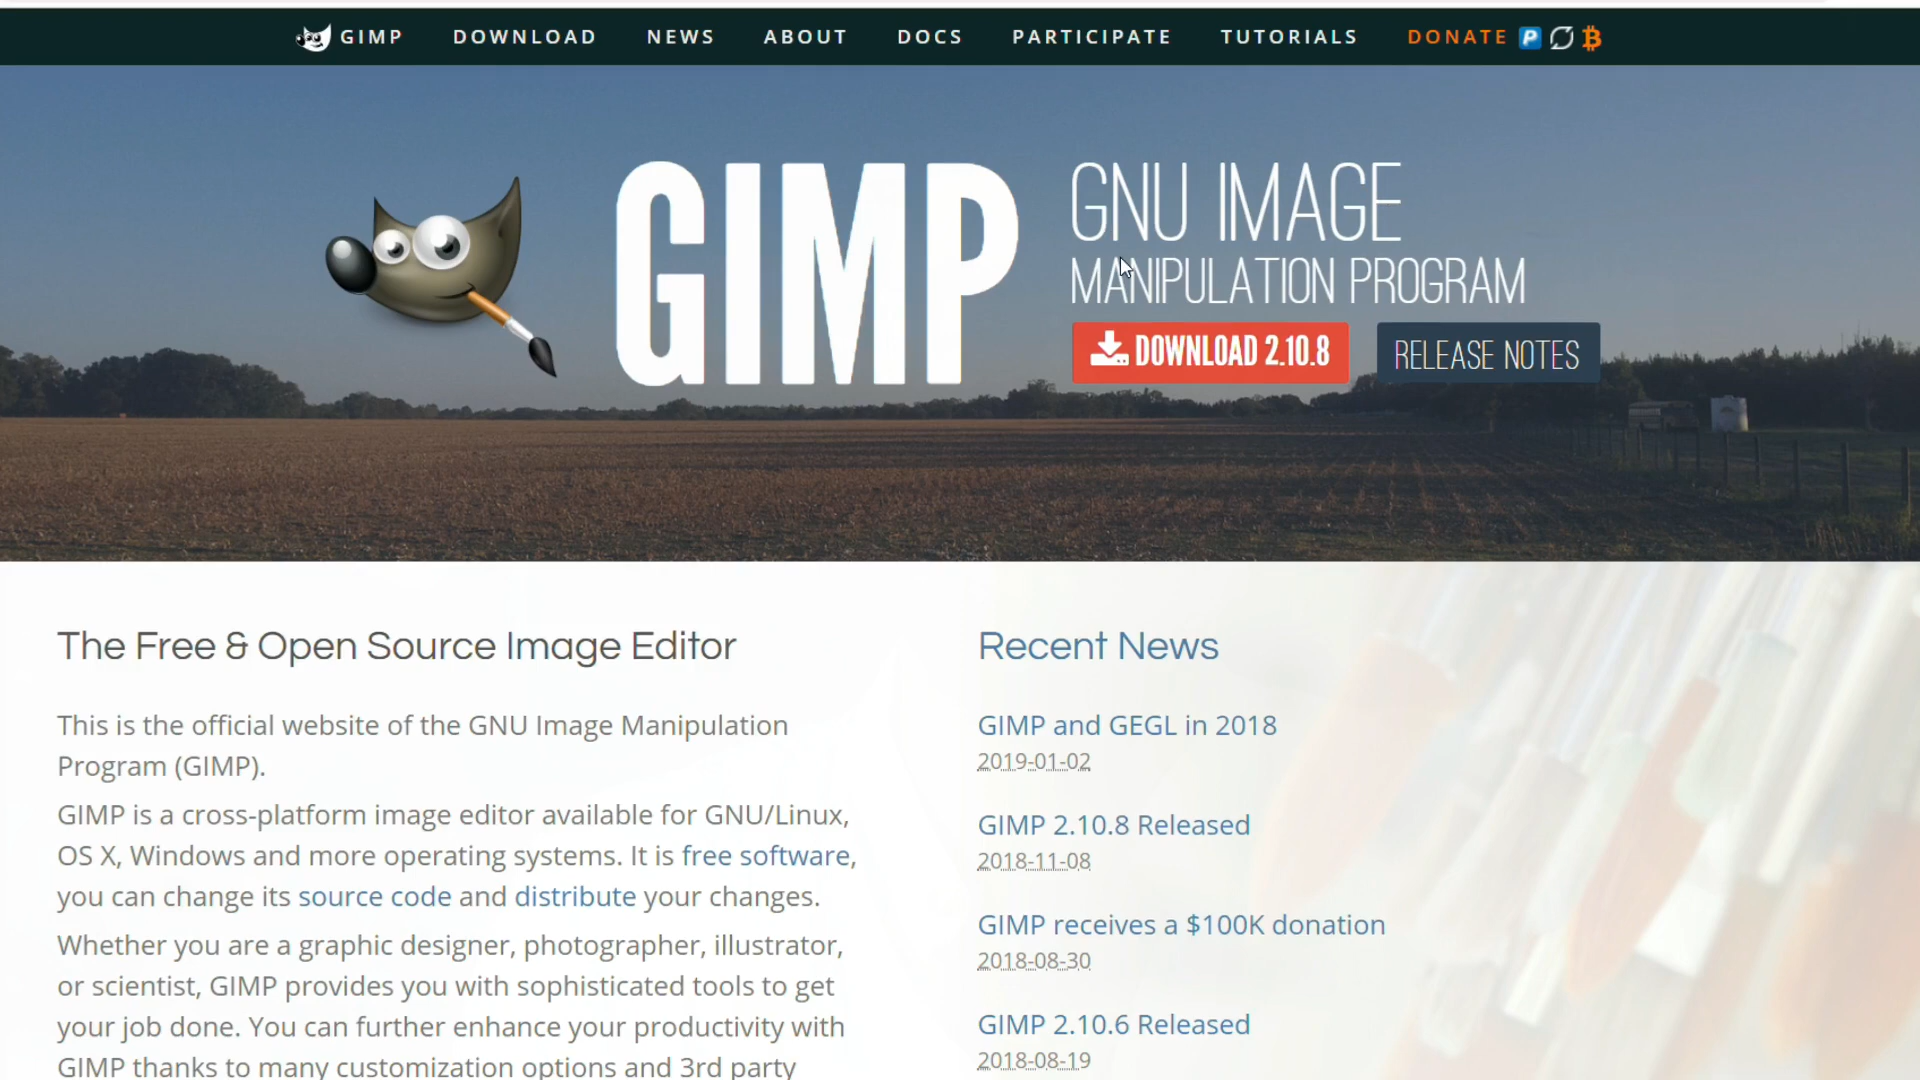 GIMP DOWNLOAD NEWS ABOUT DOCS PARTICIPATE TUTORIALS DONATE
GIMP
GNU IMAGE
MANIPULATION PROGRAM
DOWNLOAD 2.10.8 RELEASE NOTES
The Free & Open Source Image Editor
This is the official website of the GNU Image Manipulation
Program (GIMP).
GIMP is a cross-platform image editor available for GNU/Linux,
OS X, Windows and more operating systems. It is free software,
you can change its source code and distribute your changes.
Whether you are a graphic designer, photographer, illustrator,
or scientist, GIMP provides you with sophisticated tools to get
your job done. You can further enhance your productivity with
GIMP thanks to many customization options and 3rd party
Recent News
GIMP and GEGL in 2018
2019-01-02
GIMP 2.10.8 Released
2018-11-08
GIMP receives a $100K donation
2018-08-30
GIMP 2.10.6 Released
2018-08-19